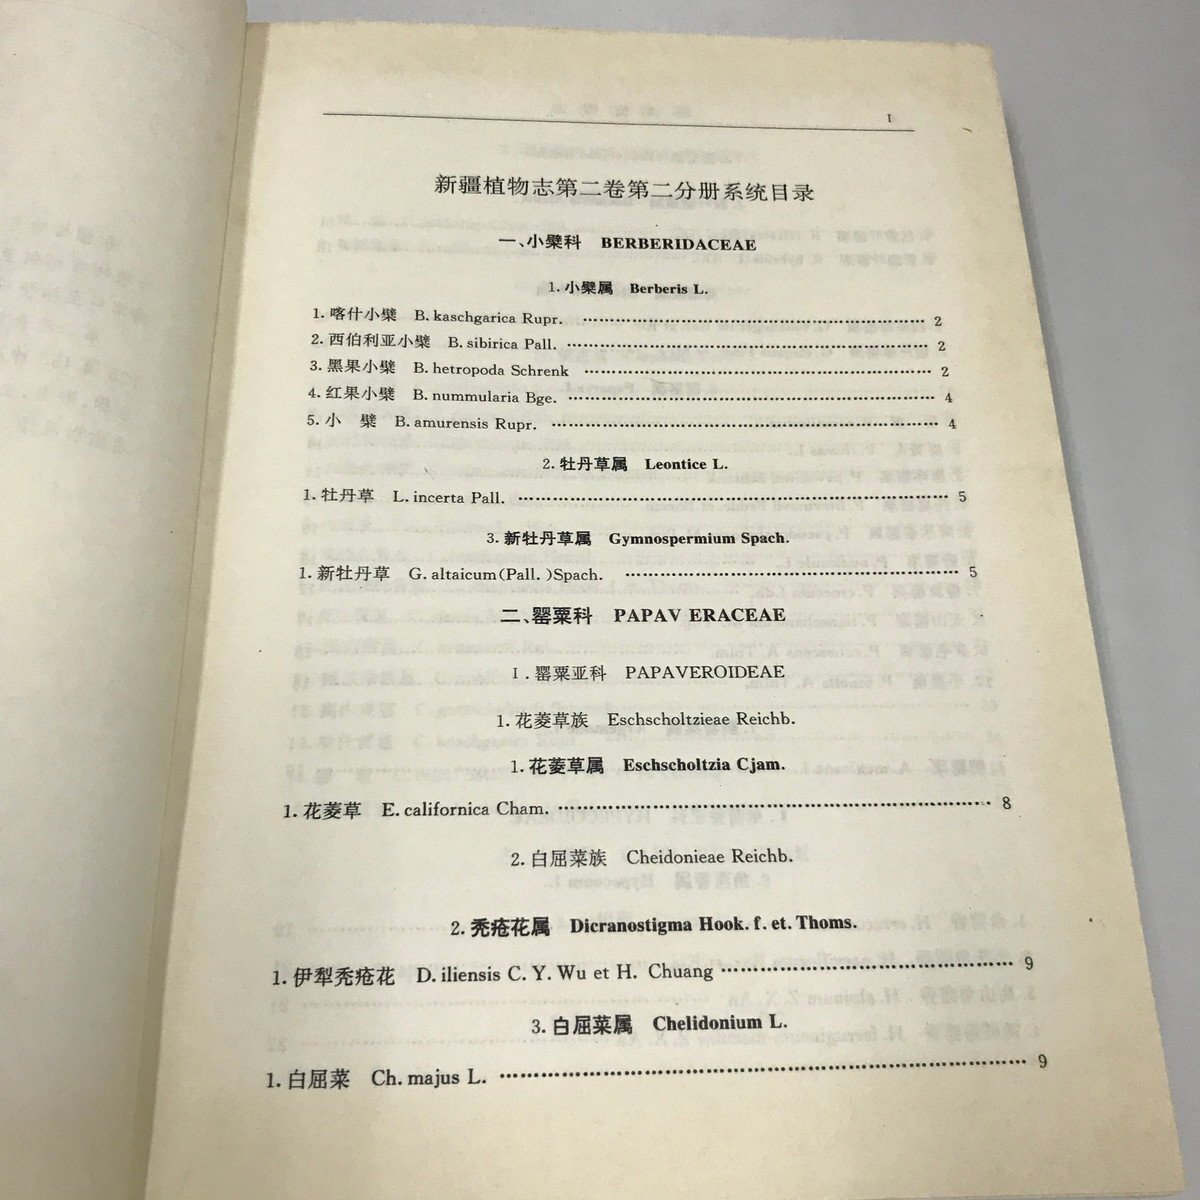 I
新疆植物志第二卷第二分册系统目录
一、小檗科 BERBERIDACEAE
1. 小檗属 Berberis L.
1. 喀什小檗 B. kaschgarica Rupr. …… 2
2. 西伯利亚小檗 B. sibirica Pall. …… 2
3. 黑果小檗 B. hetropoda Schrenk …… 2
4. 红果小檗 B. nummularia Bge. …… 4
5. 小 檗 B. amurensis Rupr. …… 4
2. 牡丹草属 Leontice L.
1. 牡丹草 L. incerta Pall. …… 5
3. 新牡丹草属 Gymnospermium Spach.
1. 新牡丹草 G. altaicum(Pall.)Spach. …… 5
二、罂粟科 PAPAV ERACEAE
I. 罂粟亚科 PAPAVEROIDEAE
1. 花菱草族 Eschscholtzieae Reichb.
1. 花菱草属 Eschscholtzia Cjam.
1. 花菱草 E. californica Cham. …… 8
2. 白屈菜族 Cheidonieae Reichb.
2. 秃疮花属 Dicranostigma Hook. f. et. Thoms.
1. 伊犁秃疮花 D. iliensis C. Y. Wu et H. Chuang …… 9
3. 白屈菜属 Chelidonium L.
1. 白屈菜 Ch. majus L. …… 9